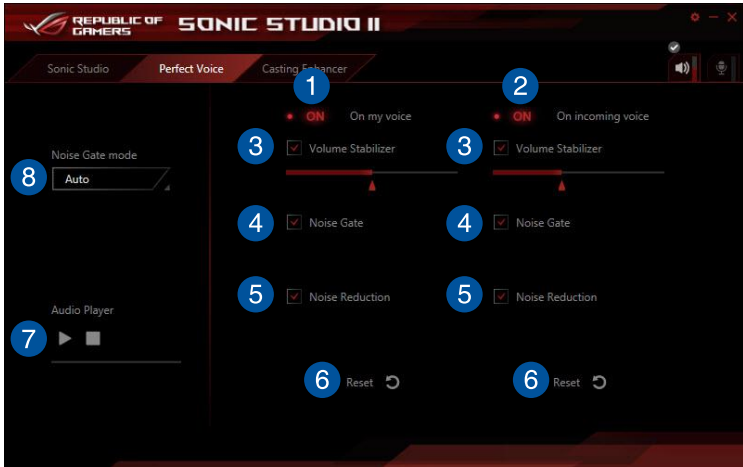 REPUBLIC OF
GAMERS
SONIC STUDIO II
Sonic Studio
Perfect Voice
Casting Enhancer
1
2
ON On my voice
ON On incoming voice
3 Volume Stabilizer
3 Volume Stabilizer
Noise Gate mode
8 Auto
4 Noise Gate
4 Noise Gate
5 Noise Reduction
5 Noise Reduction
Audio Player
7
6 Reset
6 Reset